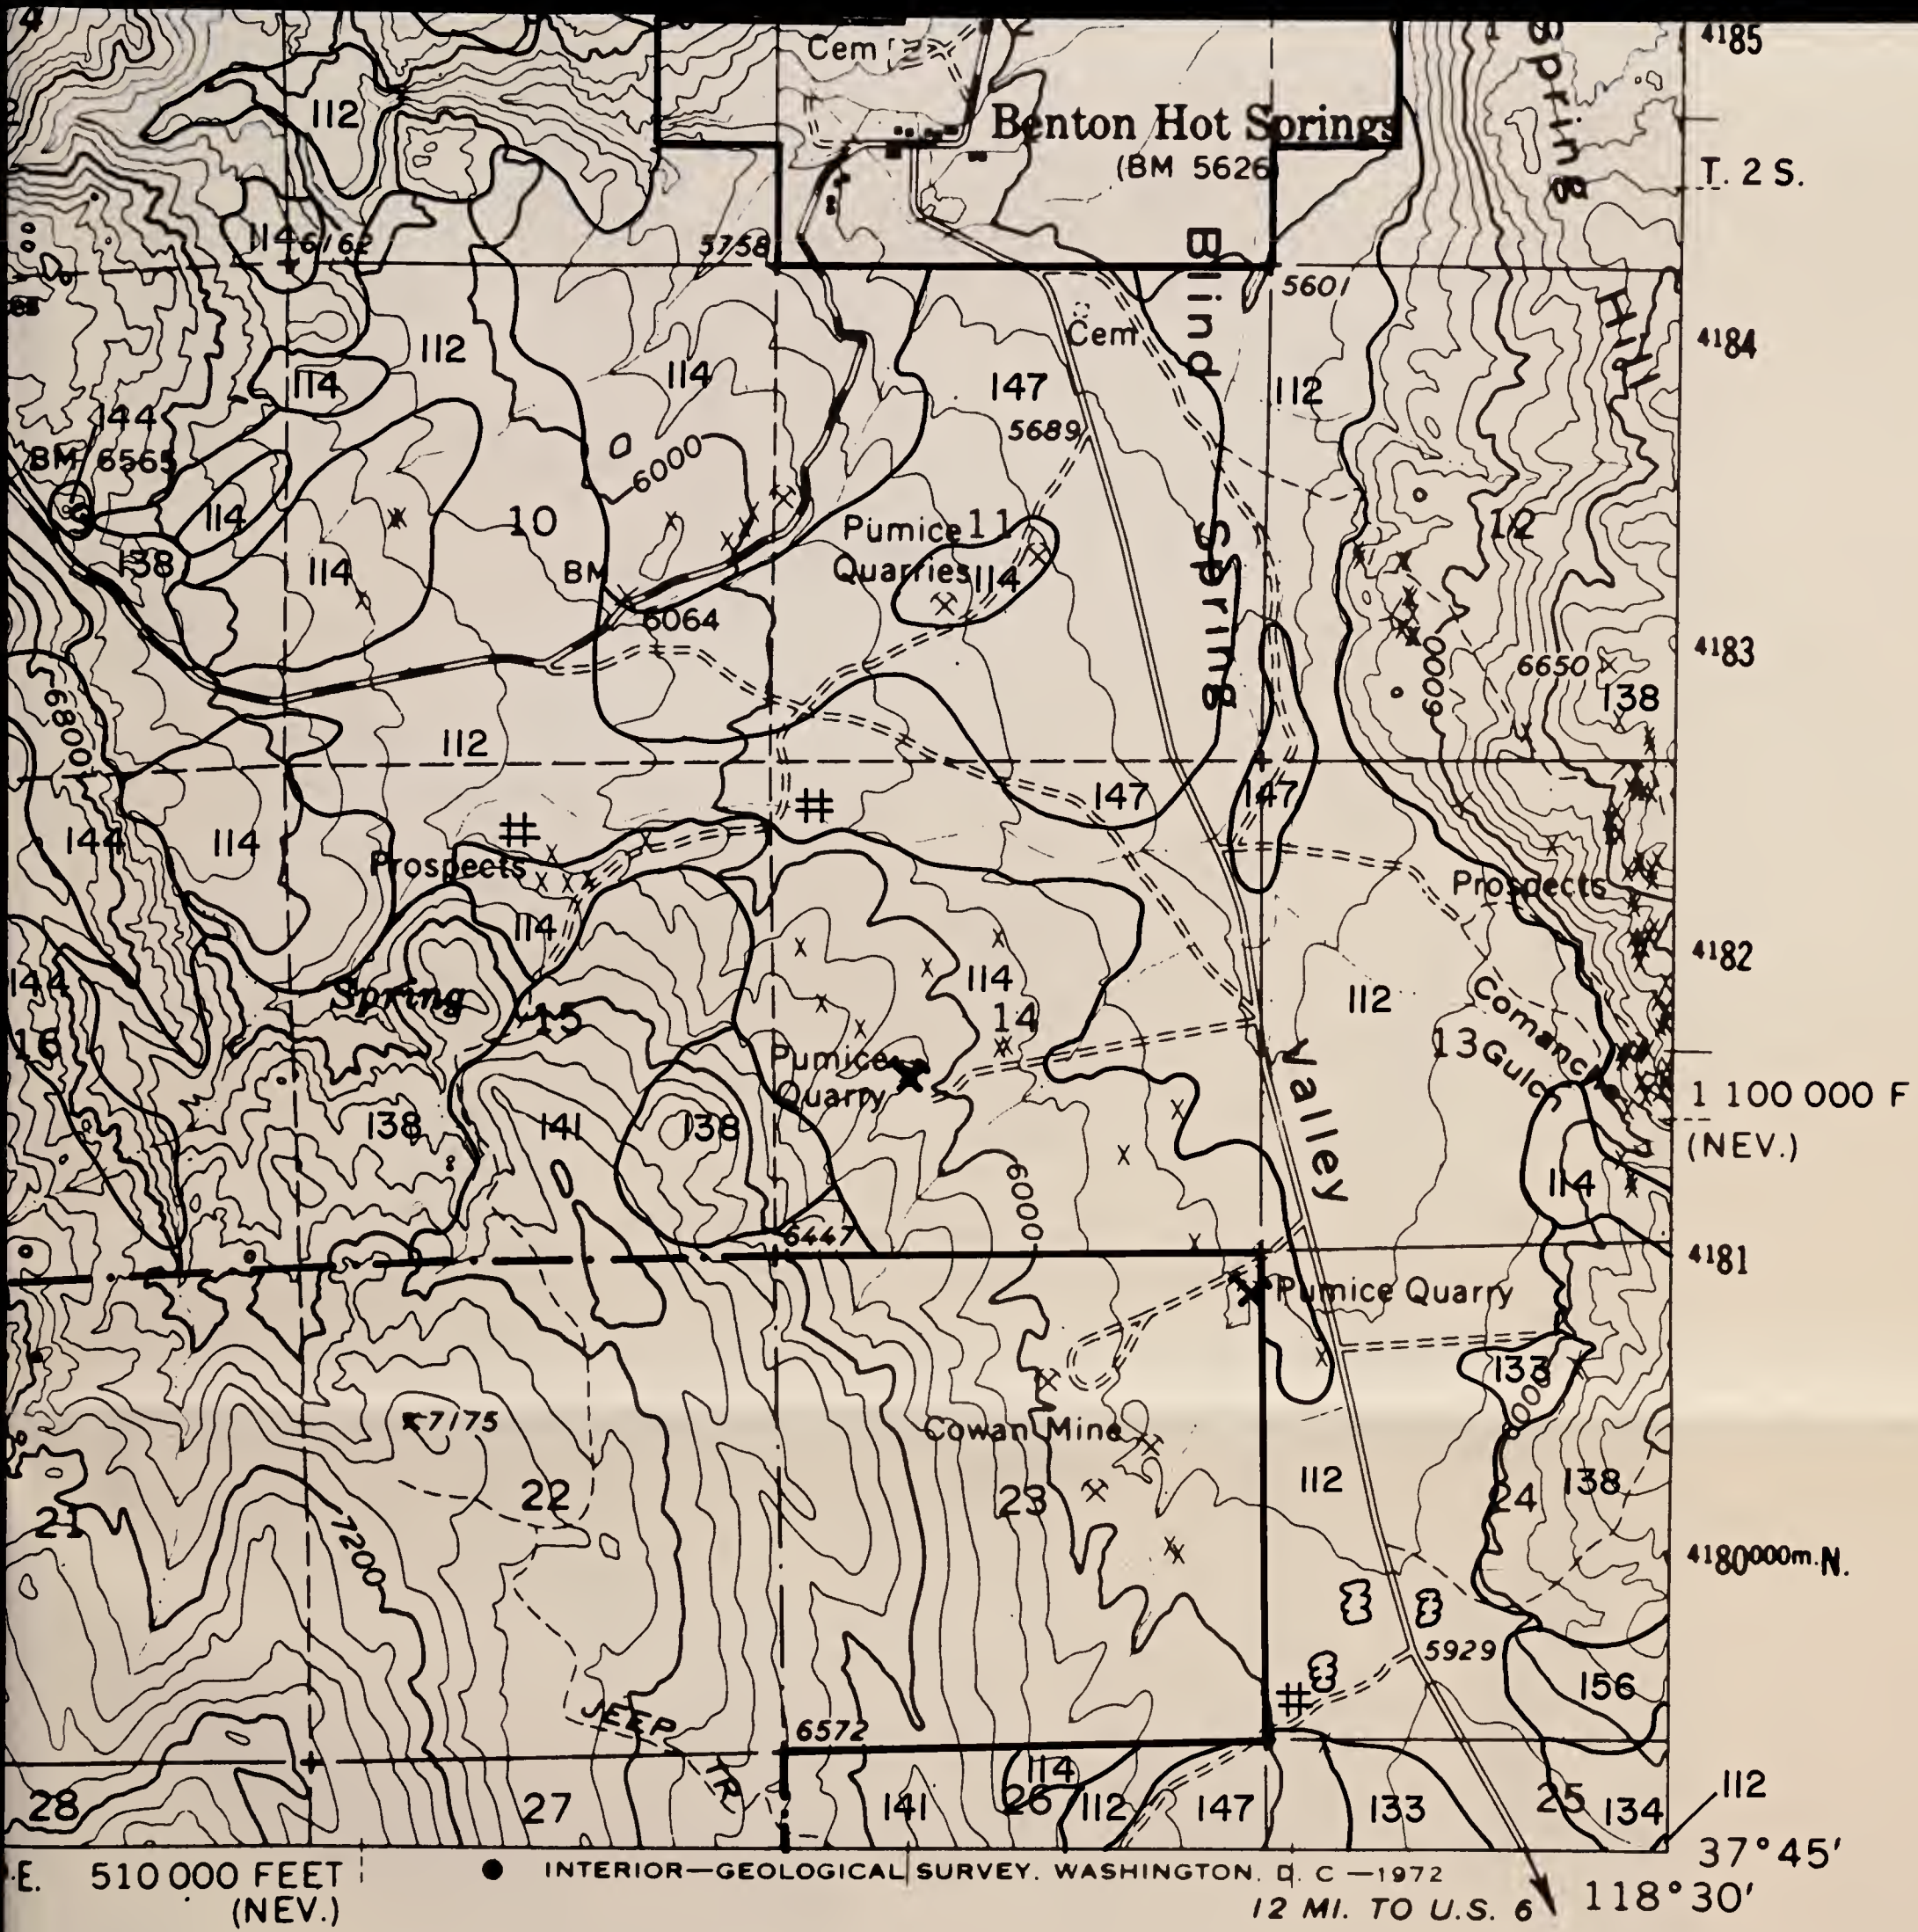 4
Cem
2
4185
Spring
112
Benton Hot Springs
(BM 5626)
T. 2 S.
114
6162
5758
Blind
5601
Hill
Cem
4184
112
114
114
147
112
144
5689
BM 6565
6000
114
10
Pumice
11
Spring
12
138
114
BM
Quarries
114
6064
6000
6650
4183
138
6800
112
147
147
144
114
Prospects
Prospects
114
4182
144
Spring
114
112
Comanche
16
15
14
13
Gulch
Pumice
Quarry
Valley
1 100 000 F
138
141
138
(NEV.)
114
6000
6447
4181
Pumice Quarry
133
6000
7175
Cowan Mine
112
138
22
23
24
21
7200
4180000m. N.
5929
156
JEEP
TR
6572
114
112
28
27
141
26
112
147
133
25
134
37°45'
E.
510 000 FEET
INTERIOR—GEOLOGICAL SURVEY. WASHINGTON. D. C —1972
(NEV.)
12 MI. TO U.S. 6
118°30'